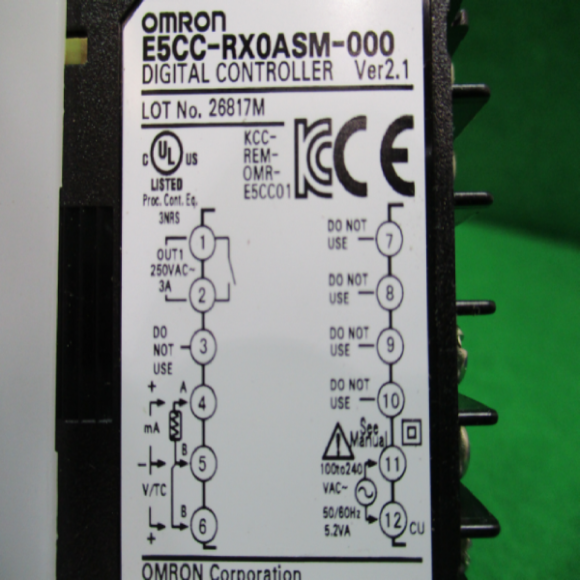 OMRON
E5CC-RX0ASM-000
DIGITAL CONTROLLER Ver2.1
LOT No. 26817M
C UL US
LISTED
Proc. Cont. Eq.
3NRS
KCC-
REM-
OMR-
E5CC01
KC CE
OUT1
250VAC~
3A
1
2
DO
NOT
USE
3
+
mA
A
4
-
B
5
V/TC
B
6
+
DO NOT
USE
7
DO NOT
USE
8
DO NOT
USE
9
DO NOT
USE
10
See
Manual
100to240
VAC~
50/60Hz
5.2VA
11
12
CU
OMRON Corporation